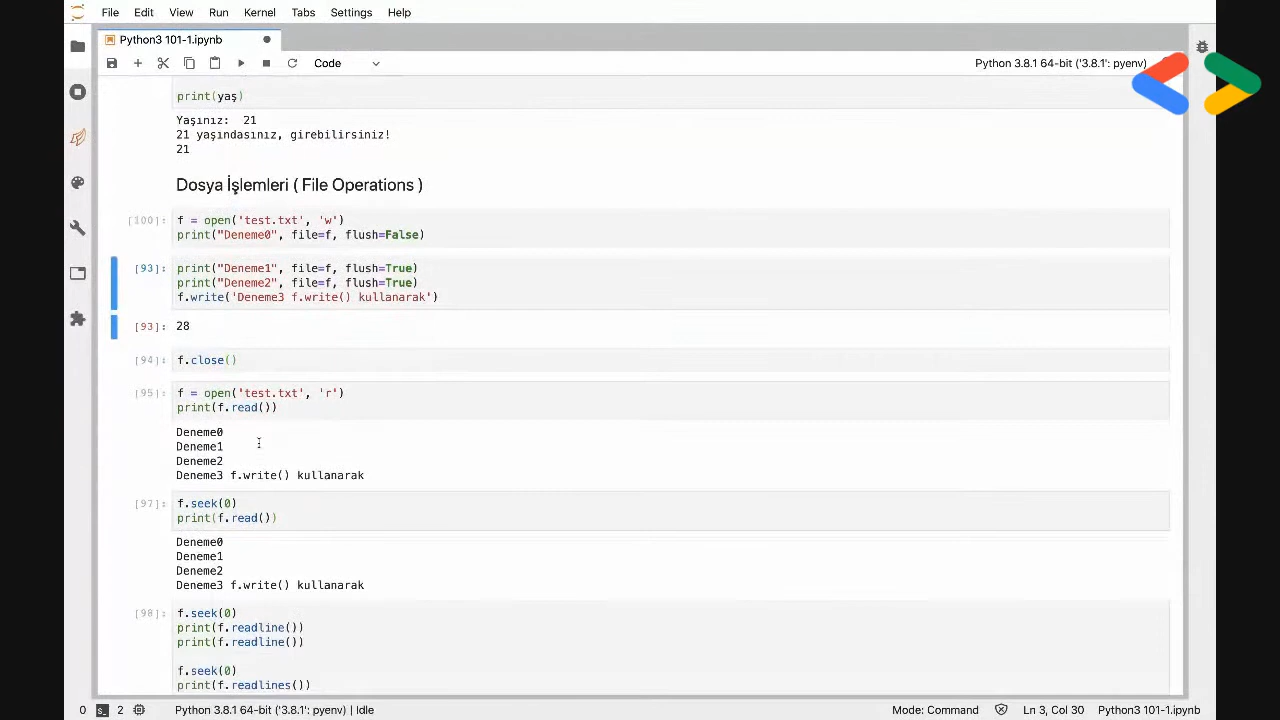 File Edit View Run Kernel Tabs Settings Help
Python3 101-1.ipynb
Code
Python 3.8.1 64-bit ('3.8.1': pyenv)
print(yaş)
Yaşınız:  21
21 yaşındasınız, girebilirsiniz!
21
Dosya İşlemleri ( File Operations )
[100]: f = open('test.txt', 'w')
print("Deneme0", file=f, flush=False)
[93]: print("Deneme1", file=f, flush=True)
print("Deneme2", file=f, flush=True)
f.write('Deneme3 f.write() kullanarak')
[93]: 28
[94]: f.close()
[95]: f = open('test.txt', 'r')
print(f.read())
Deneme0
Deneme1
Deneme2
Deneme3 f.write() kullanarak
[97]: f.seek(0)
print(f.read())
Deneme0
Deneme1
Deneme2
Deneme3 f.write() kullanarak
[98]: f.seek(0)
print(f.readline())
print(f.readline())
f.seek(0)
print(f.readlines())
0 2 Python 3.8.1 64-bit ('3.8.1': pyenv) | Idle Mode: Command Ln 3, Col 30 Python3 101-1.ipynb